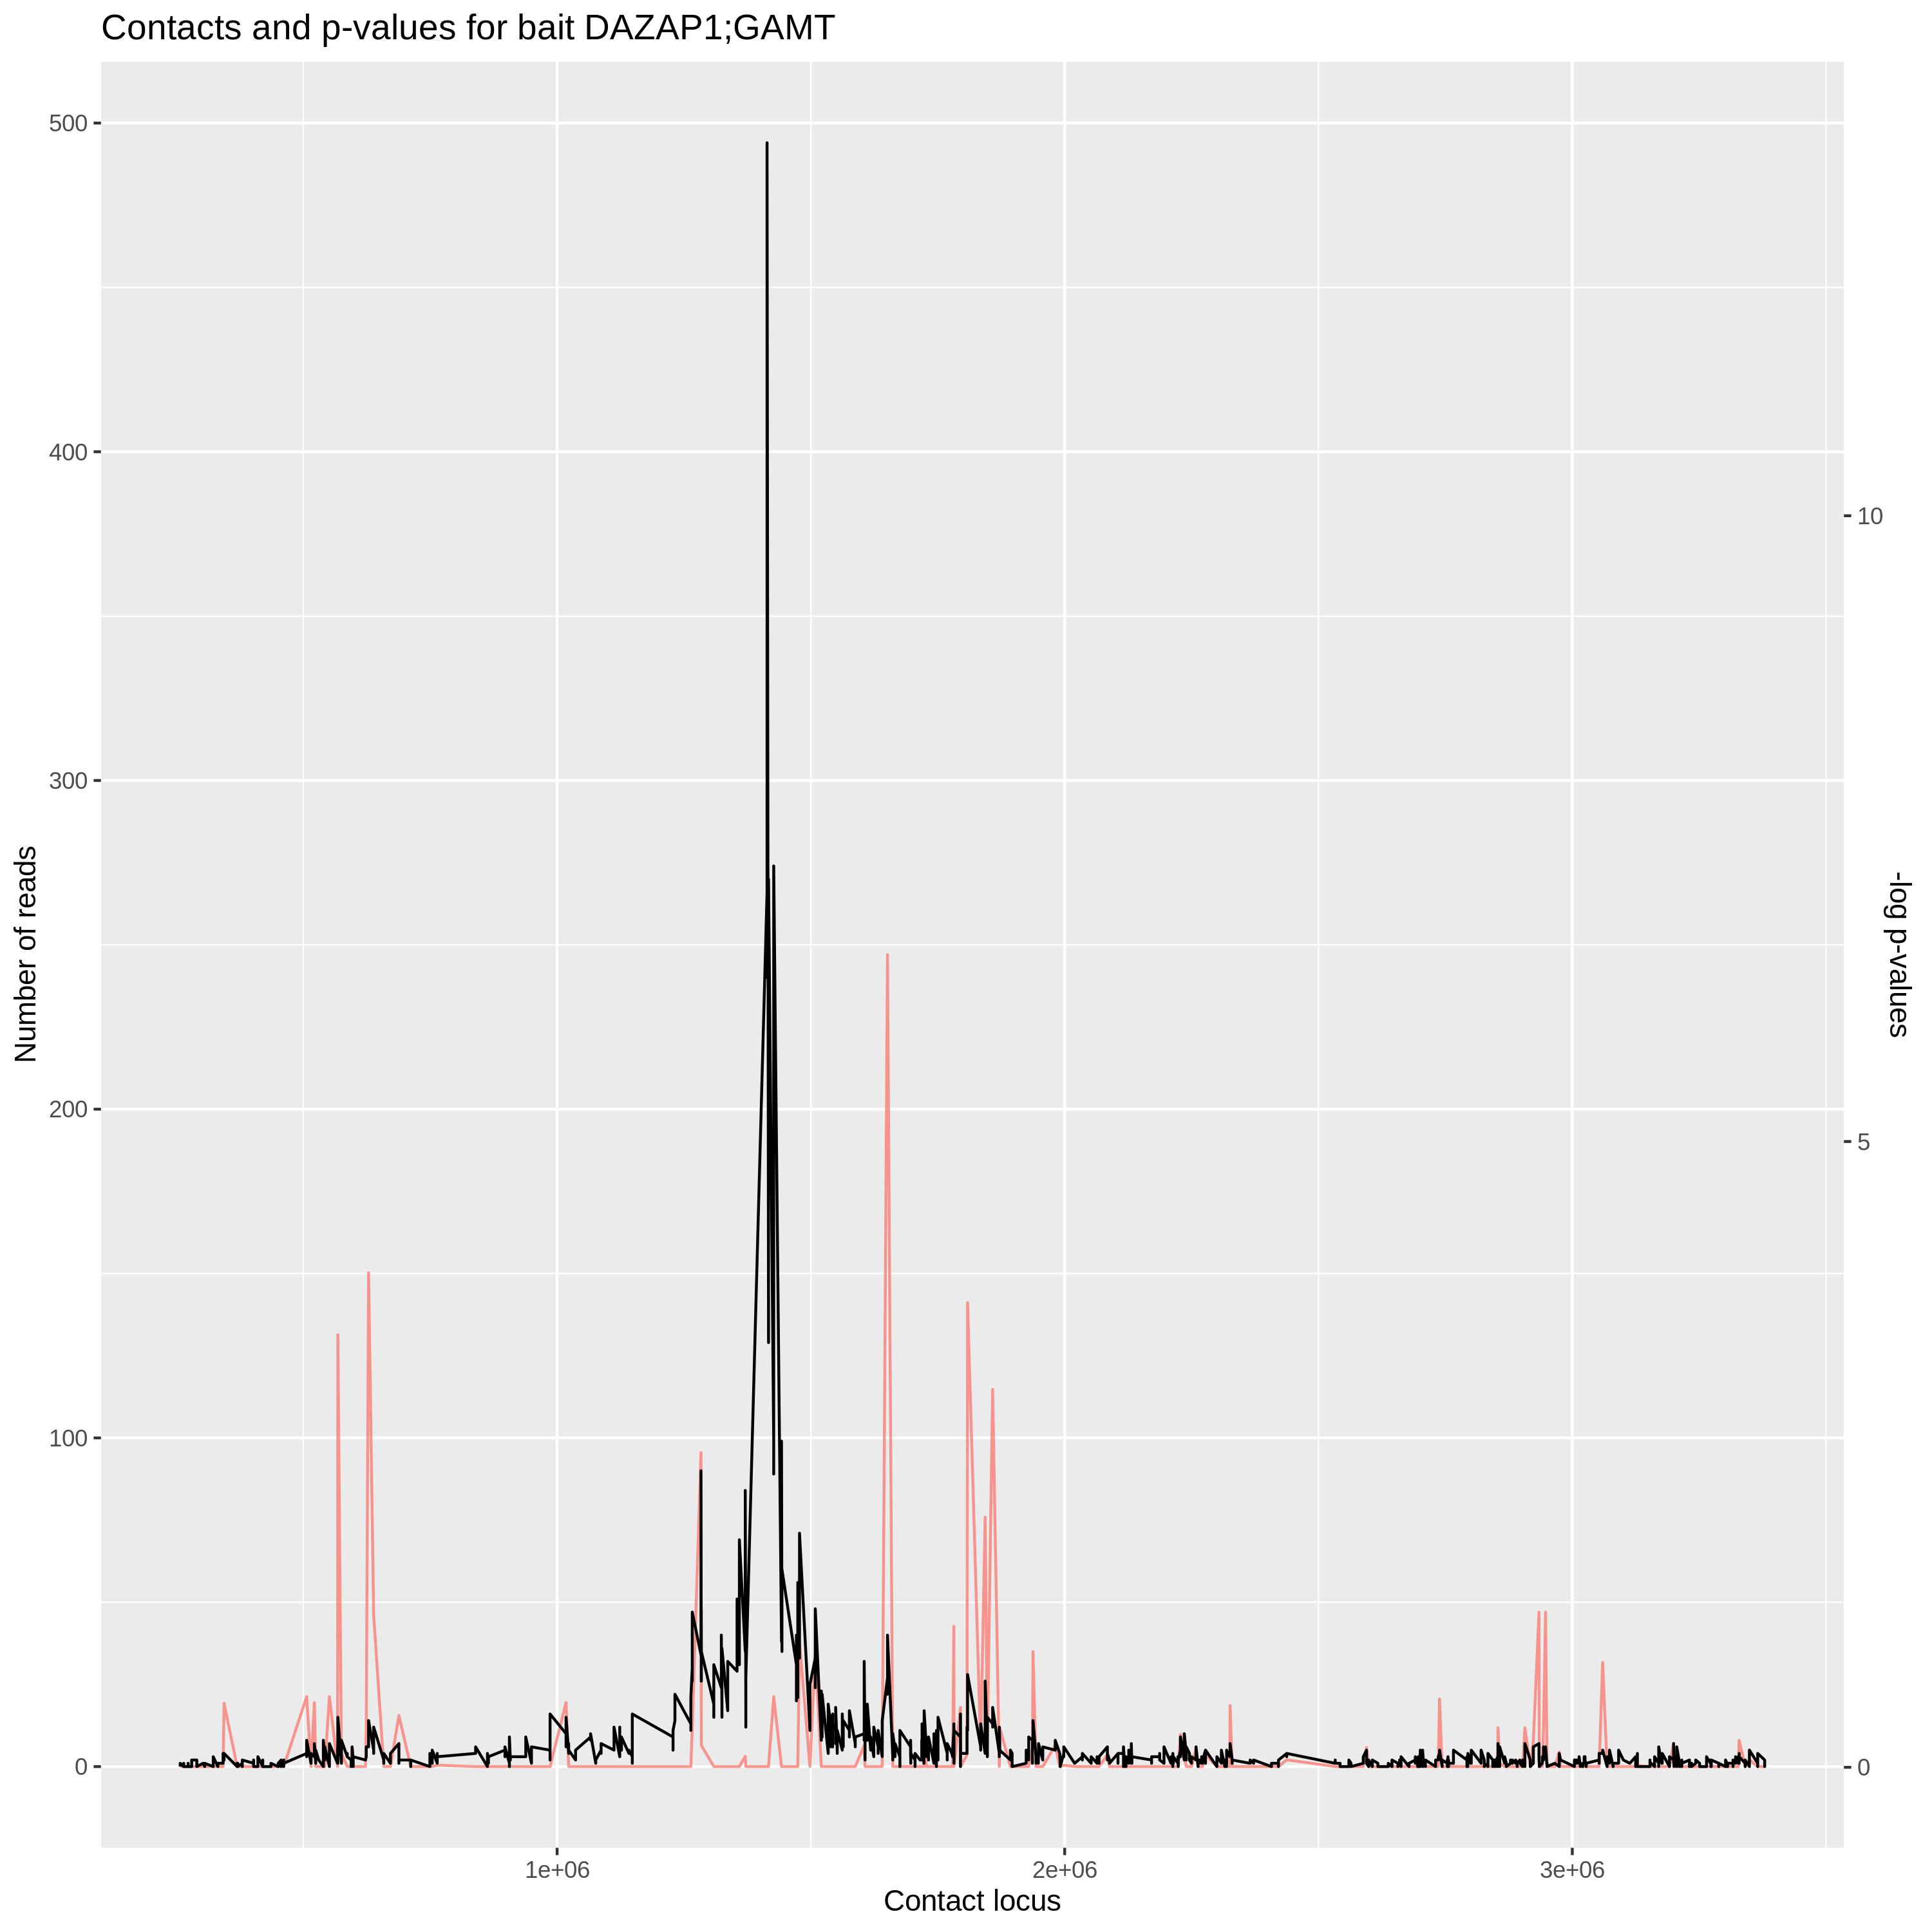 Contacts and p-values for bait DAZAP1;GAMT
500
400
300
200
100
0
Number of reads
10
5
0
-log p-values
1e+06
2e+06
3e+06
Contact locus